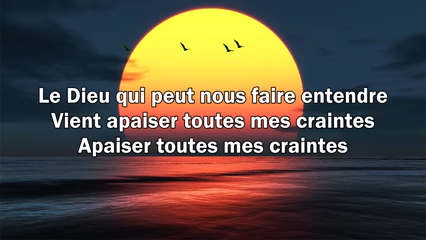 Le Dieu qui peut nous faire entendre
Vient apaiser toutes mes craintes
Apaiser toutes mes craintes